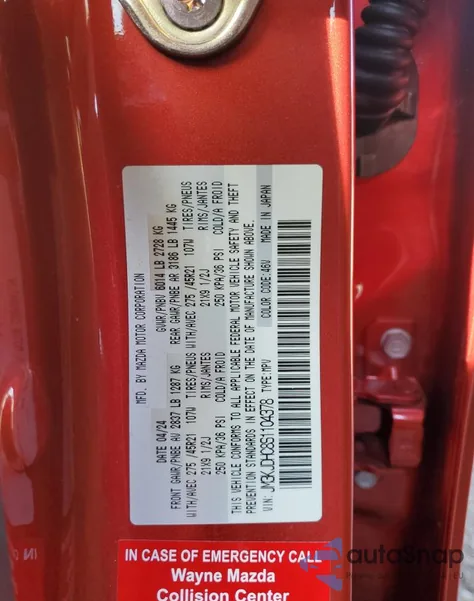 MFD. BY MAZDA MOTOR CORPORATION
DATE 04/24 GVWR/PNBV 6014 LB 2728 KG
FRONT GAWR/PNBE AV 2837 LB 1287 KG REAR GAWR/PNBE AR 3186 LB 1445 KG
WITH/AVEC 275 /45R21 107W TIRES/PNEUS WITH/AVEC 275 /45R21 107W TIRES/PNEUS
21X9 1/2J RIMS/JANTES 21X9 1/2J RIMS/JANTES
250 KPA/36 PSI COLD/A FROID 250 KPA/36 PSI COLD/A FROID
THIS VEHICLE CONFORMS TO ALL APPLICABLE FEDERAL MOTOR VEHICLE SAFETY AND THEFT
PREVENTION STANDARDS IN EFFECT ON THE DATE OF MANUFACTURE SHOWN ABOVE.
VIN: JM3KJDHC8S1104378 TYPE:MPV COLOR CODE:46V MADE IN JAPAN
IN CASE OF EMERGENCY CALL
Wayne Mazda
Collision Center
autoSnap